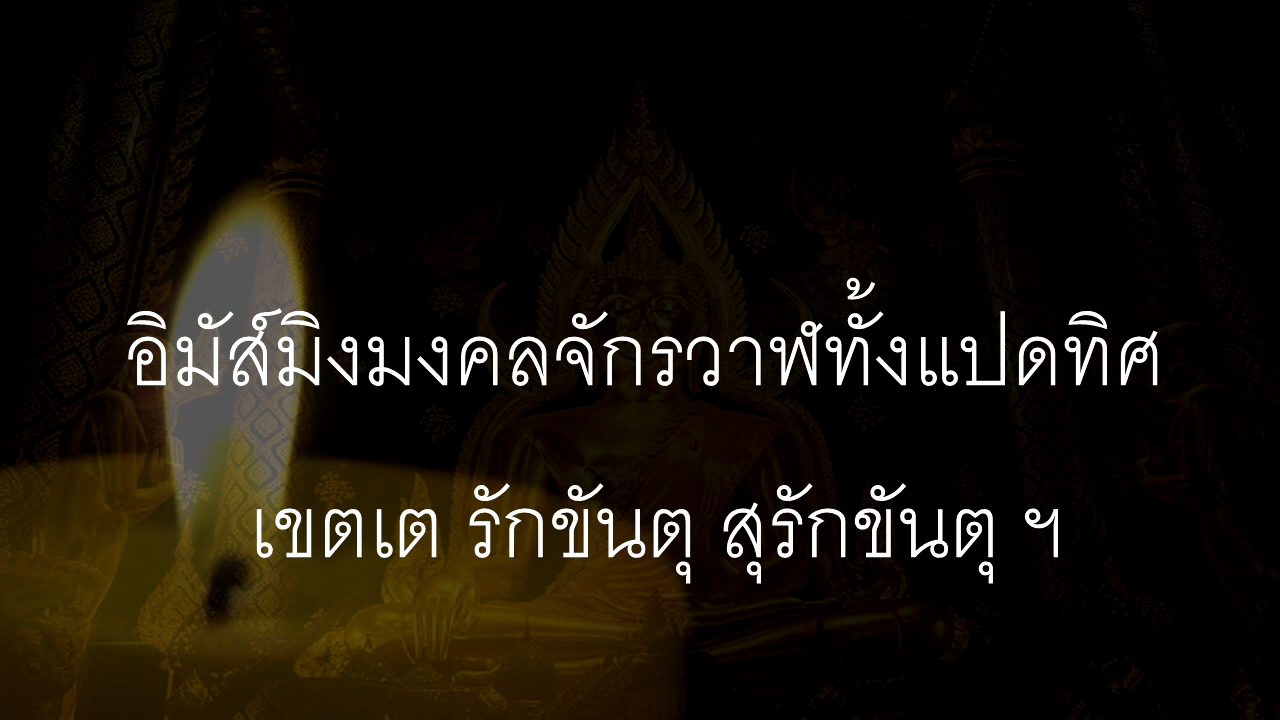 อิมัส์มิงมงคลจักรวาฬทั้งแปดทิศ
เขตเต รักขันตุ สุรักขันตุ ฯ